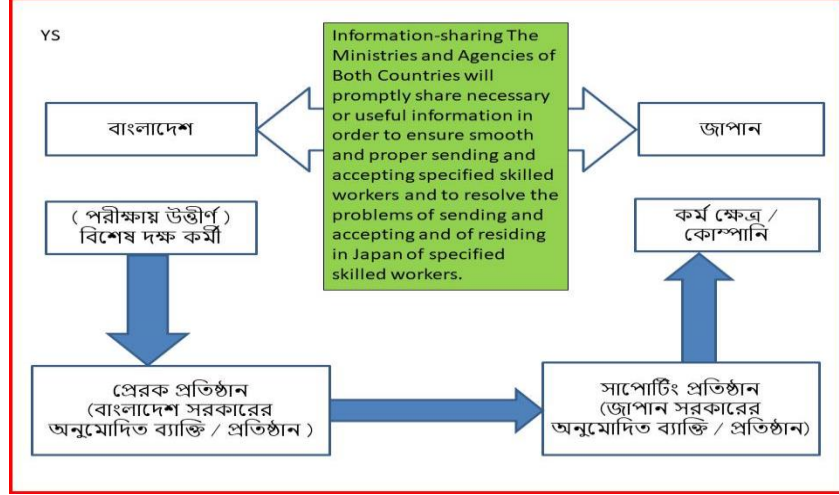 YS
Information-sharing The
Ministries and Agencies of
Both Countries will
promptly share necessary
or useful information in
order to ensure smooth
and proper sending and
accepting specified skilled
workers and to resolve the
problems of sending and
accepting and of residing
in Japan of specified
skilled workers.
বাংলাদেশ
জাপান
( পরীক্ষায় উত্তীর্ণ )
বিশেষ দক্ষ কর্মী
কর্ম ক্ষেত্র /
কোম্পানি
প্রেরক প্রতিষ্ঠান
(বাংলাদেশ সরকারের
অনুমোদিত ব্যাক্তি / প্রতিষ্ঠান )
সাপোর্টিং প্রতিষ্ঠান
(জাপান সরকারের
অনুমোদিত ব্যাক্তি / প্রতিষ্ঠান)